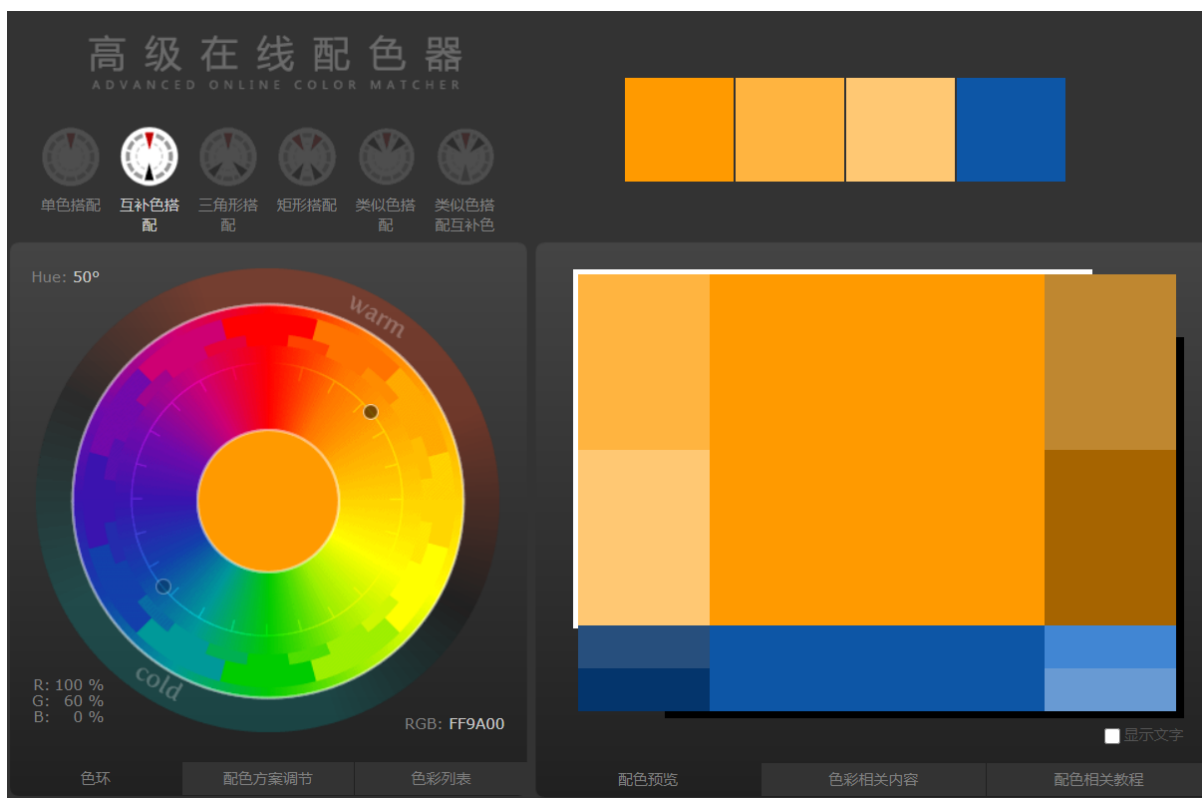 高级在线配色器
ADVANCED ONLINE COLOR MATCHER
单色搭配
互补色搭
配
三角形搭
配
矩形搭配
类似色搭
配
类似色搭
配互补色
Hue: 50º
warm
cold
R: 100 %
G: 60 %
B: 0 %
RGB: FF9A00
色环
配色方案调节
色彩列表
显示文字
配色预览
色彩相关内容
配色相关教程